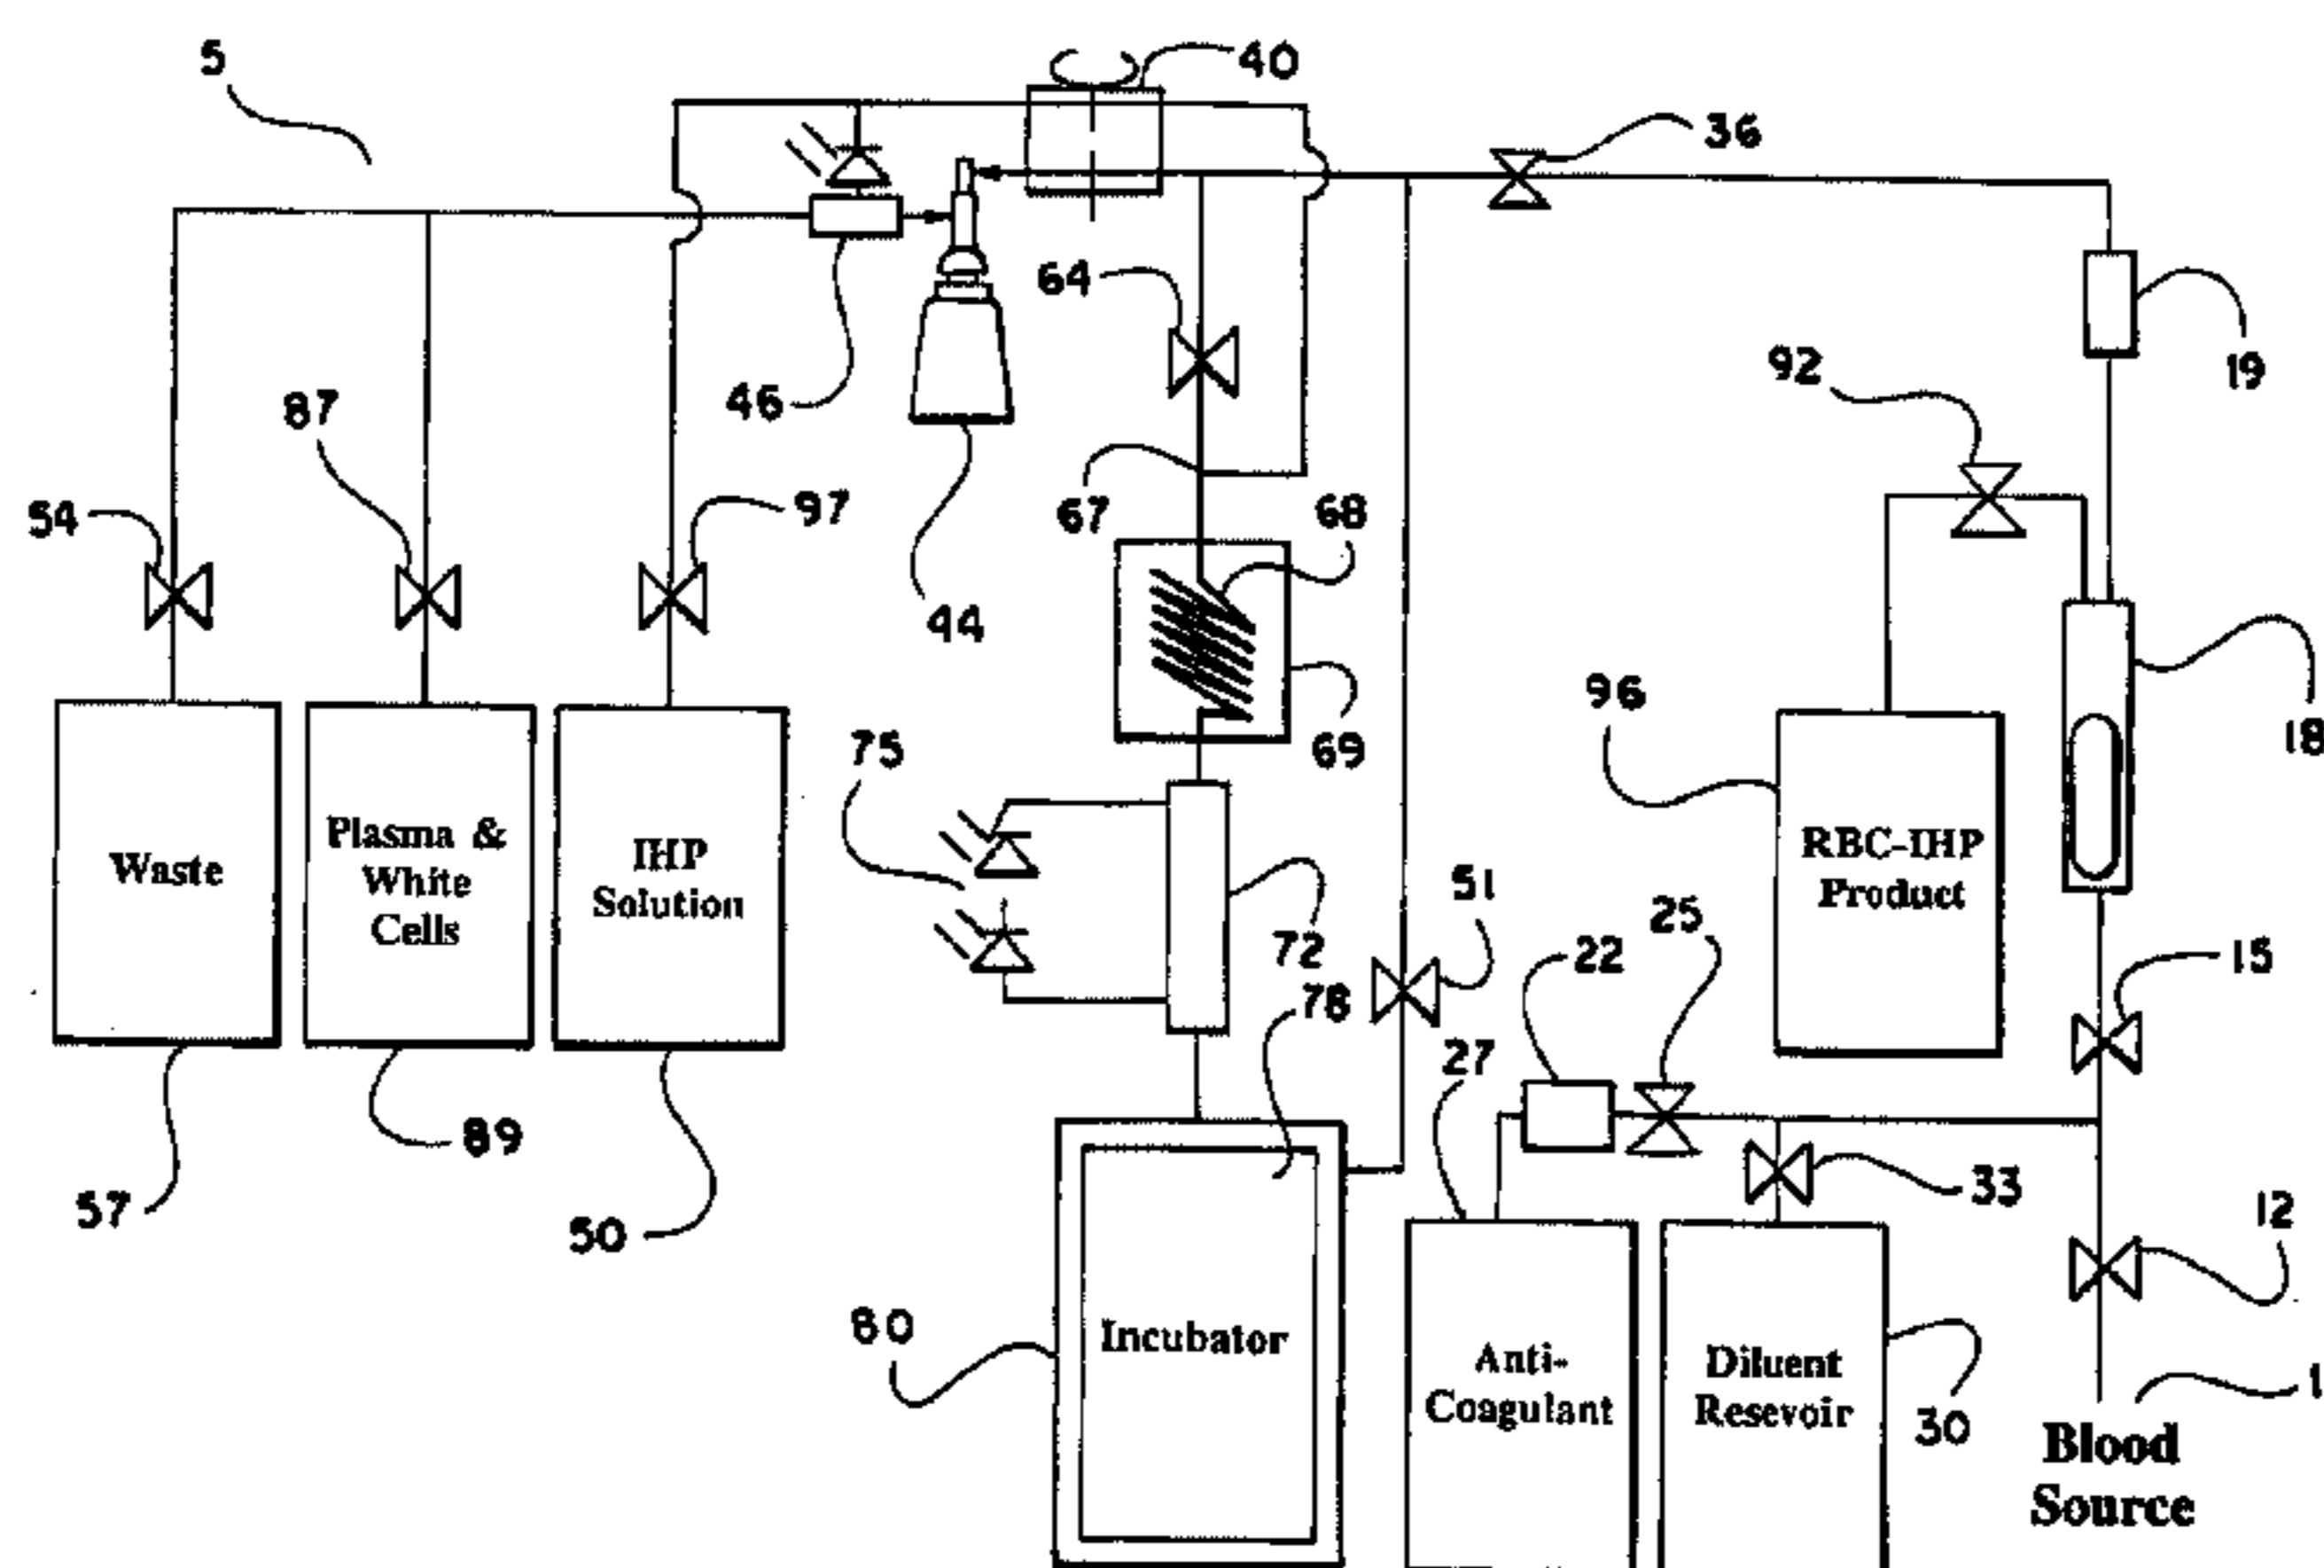 5
40
36
64
19
92
46
87
54
97
67
68
44
18
96
75
69
Waste
Plasma &
White
Cells
IHP
Solution
RBC-IHP
Product
51
25
72
22
15
78
27
89
57
50
33
12
80
Incubator
Anti-
Coagulant
Diluent
Resevoir
30
1
Blood
Source